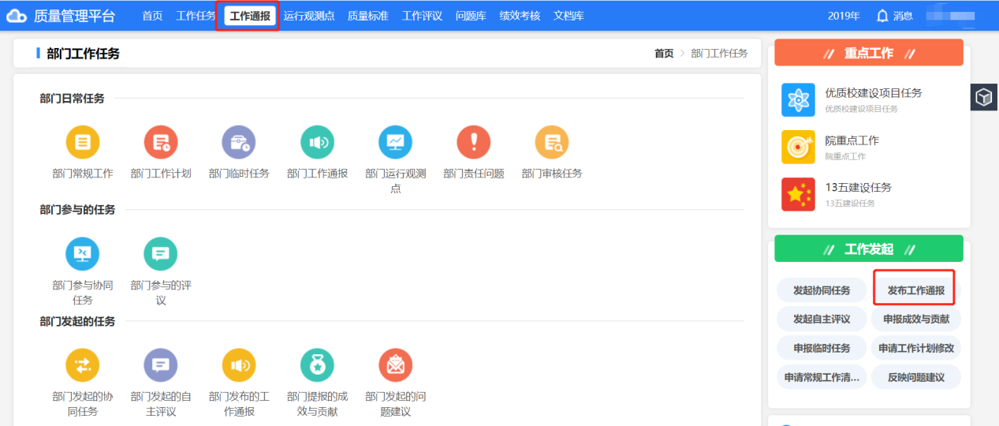 质量管理平台 首页 工作任务 工作通报 运行观测点 质量标准 工作评议 问题库 绩效考核 文档库 2019年 消息
部门工作任务 首页 > 部门工作任务
部门日常任务
部门常规工作 部门工作计划 部门临时任务 部门工作通报 部门运行观测 部门责任问题 部门审核任务
点
部门参与的任务
部门参与协同 部门参与的评
任务 议
部门发起的任务
部门发起的协 部门发起的自 部门发布的工 部门提报的成 部门发起的问
同任务 主评议 作通报 效与贡献 题建议
重点工作
优质校建设项目任务
优质校建设项目任务
院重点工作
院重点工作
13五建设任务
13五建设任务
工作发起
发起协同任务 发布工作通报
发起自主评议 申报成效与贡献
申报临时任务 申请工作计划修改
申请常规工作清... 反映问题建议